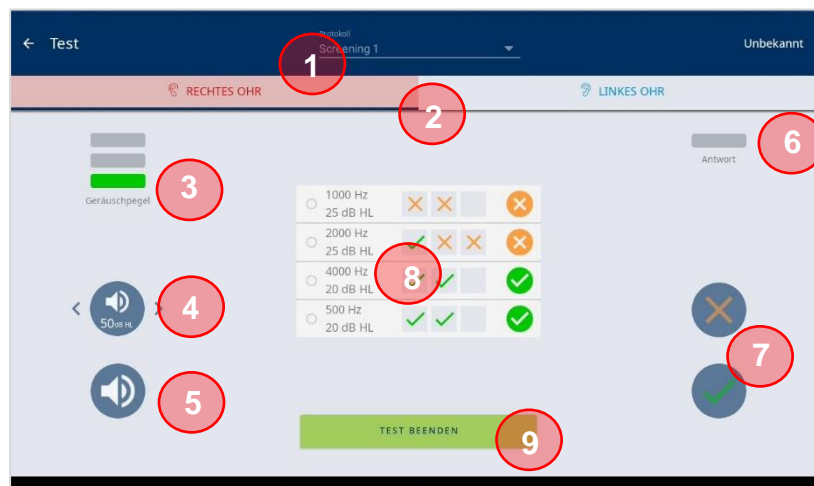 Test
Protokoll
Screening 1
Unbekannt
1
RECHTES OHR
LINKES OHR
2
6
Antwort
3
Geräuschpegel
1000 Hz
25 dB HL
2000 Hz
25 dB HL
4000 Hz
20 dB HL
8
500 Hz
20 dB HL
4
50dB HL
7
5
TEST BEENDEN
9